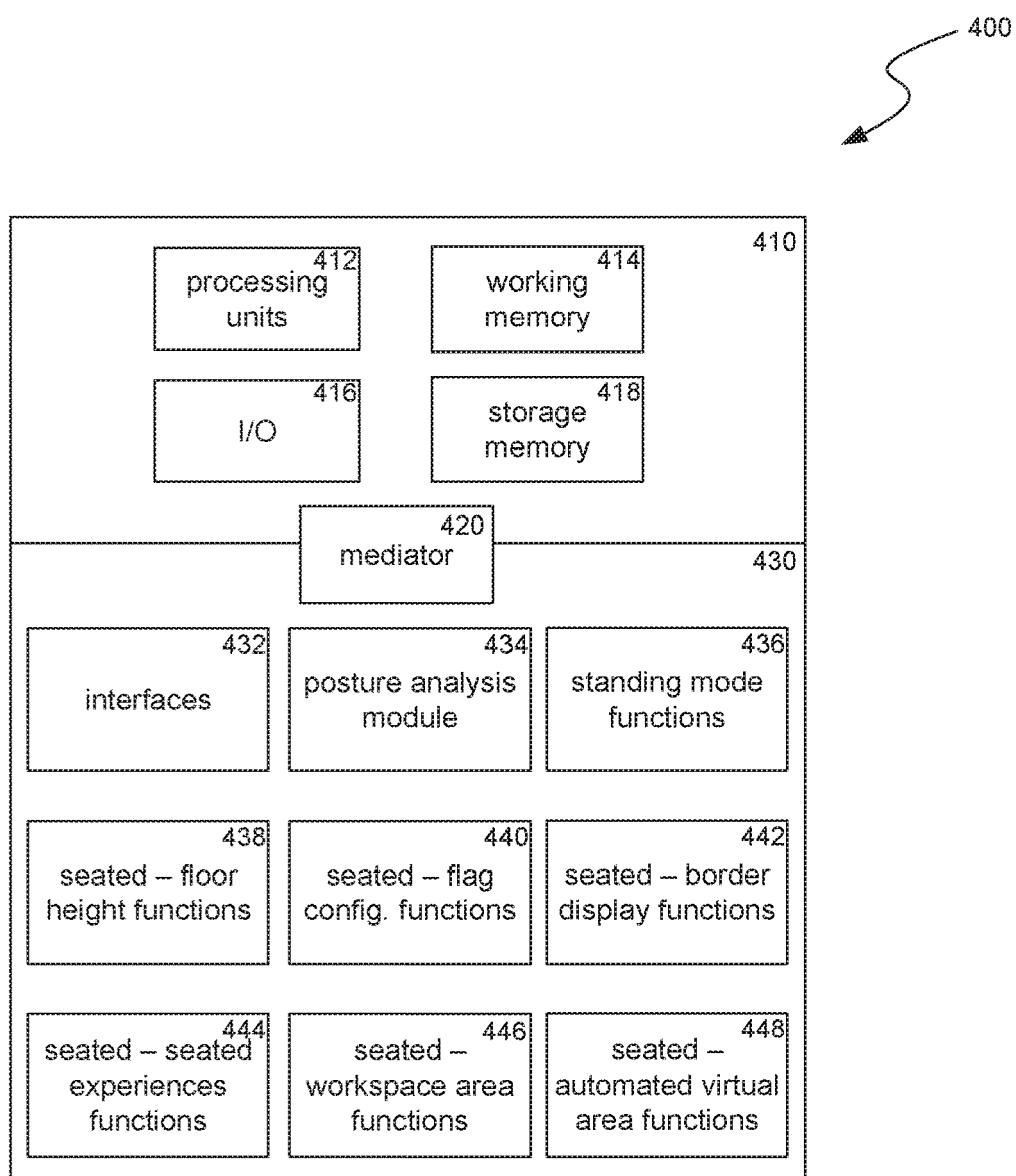 400
410
412
processing
units
414
working
memory
416
I/O
418
storage
memory
420
mediator
430
432
interfaces
434
posture analysis
module
436
standing mode
functions
438
seated – floor
height functions
440
seated – flag
config. functions
442
seated – border
display functions
444
seated – seated
experiences
functions
446
seated –
workspace area
functions
448
seated –
automated virtual
area functions